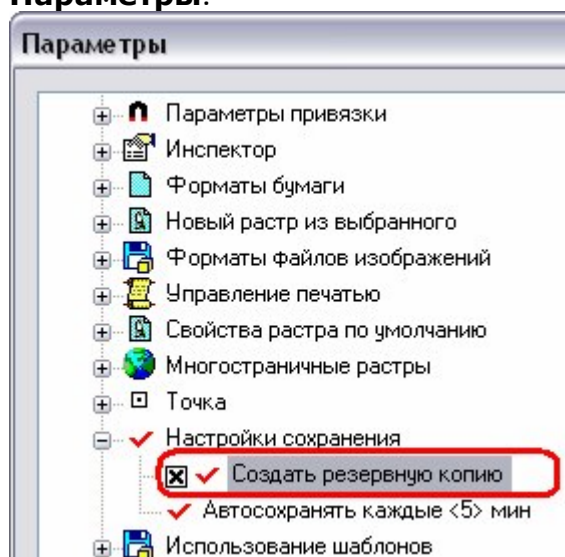 Параметры.
Параметры
Параметры привязки
Инспектор
Форматы бумаги
Новый растр из выбранного
Форматы файлов изображений
Управление печатью
Свойства растра по умолчанию
Многостраничные растры
Точка
Настройки сохранения
Создать резервную копию
Автосохранять каждые <5> мин
Использование шаблонов